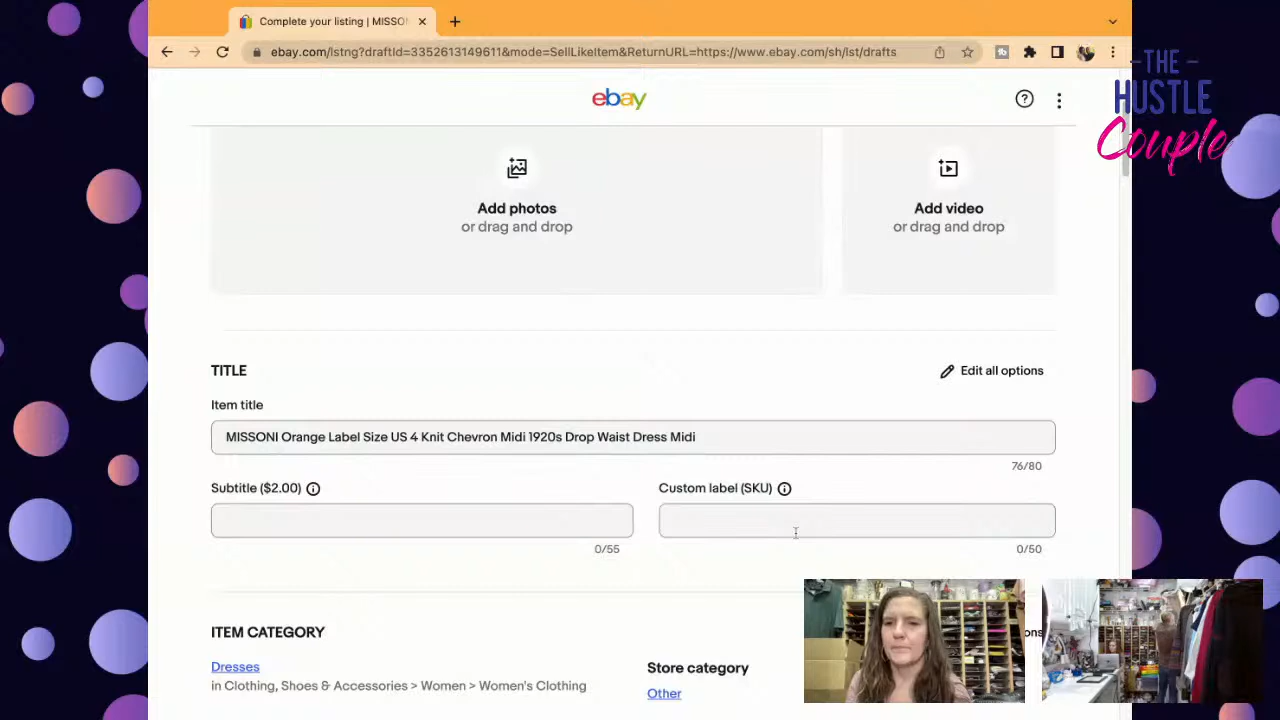 Complete your listing | MISSON
ebay.com/lstng?draftId=3352613149611&mode=SellLikeItem&ReturnURL=https://www.ebay.com/sh/lst/drafts
THE
HUSTLE
Couple
ebay
Add photos
or drag and drop
Add video
or drag and drop
TITLE
Edit all options
Item title
MISSONI Orange Label Size US 4 Knit Chevron Midi 1920s Drop Waist Dress Midi
76/80
Subtitle ($2.00)
Custom label (SKU)
0/55
0/50
ITEM CATEGORY
ons
Dresses
Store category
in Clothing, Shoes & Accessories > Women > Women's Clothing
Other